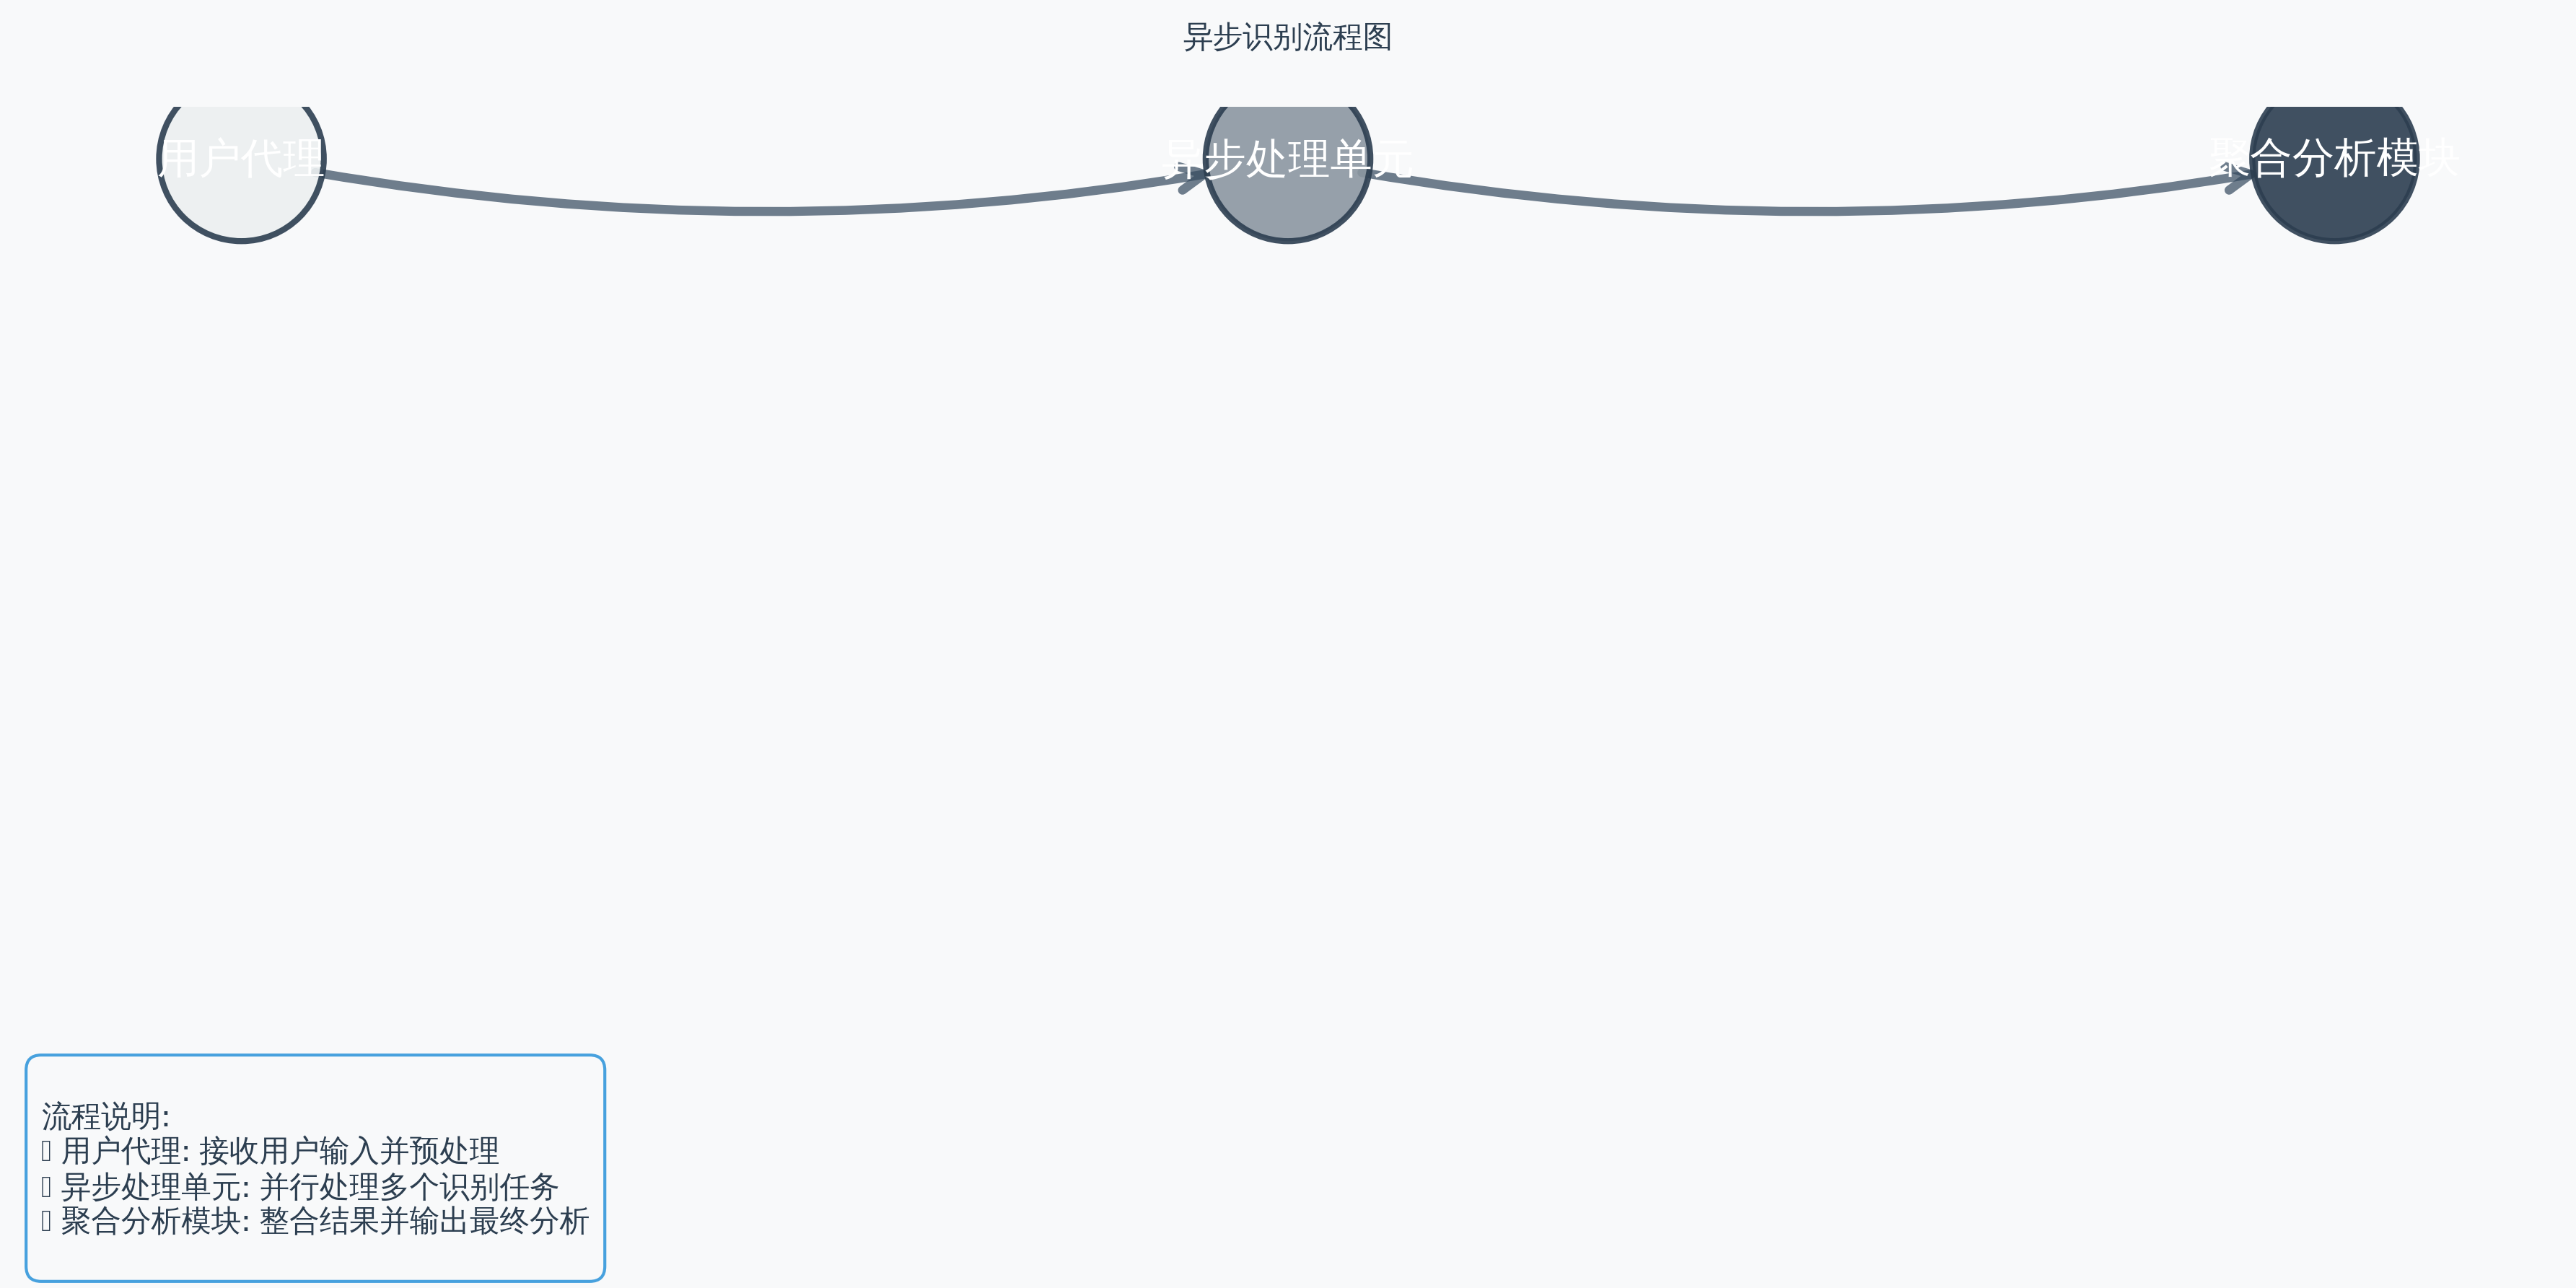 异步识别流程图
用户代理
异步处理单元
聚合分析模块
流程说明:
用户代理: 接收用户输入并预处理
异步处理单元: 并行处理多个识别任务
聚合分析模块: 整合结果并输出最终分析